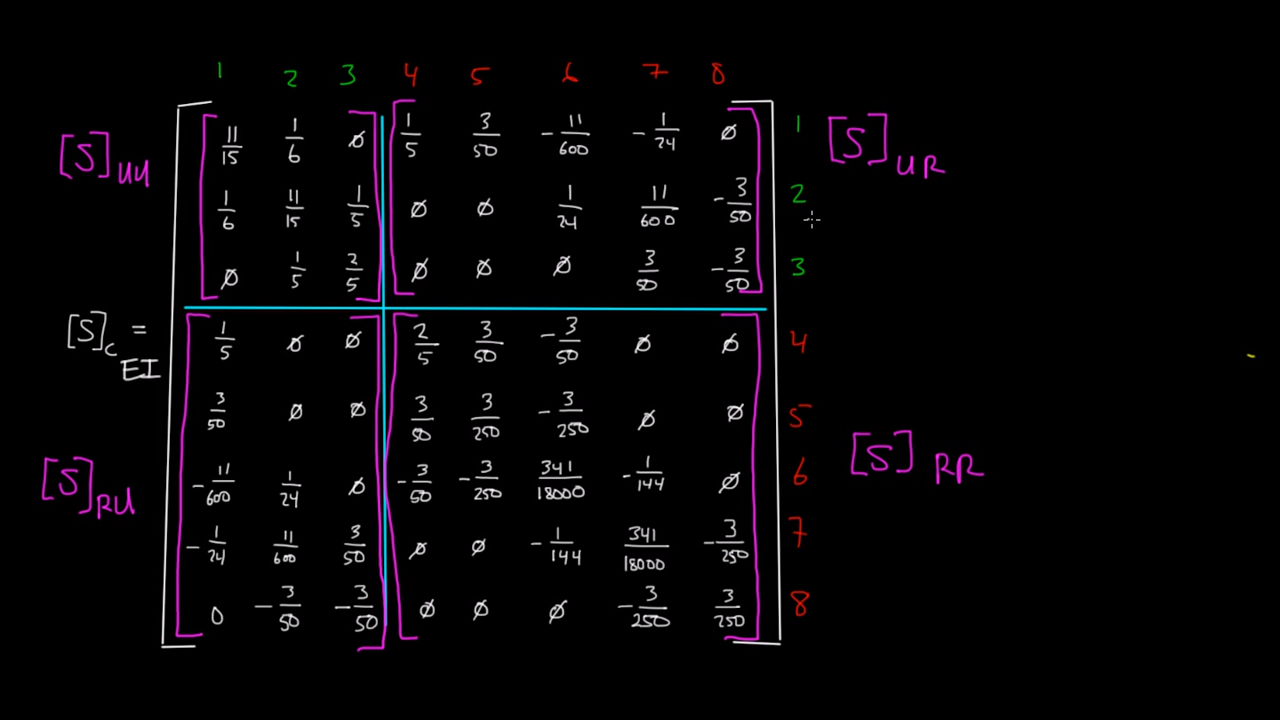 1 2 3 4 5 6 7 8
[S]UU 11/15 1/6 ∅ 1/5 3/50 -11/600 -1/24 ∅ 1 [S]UR
1/6 11/15 1/5 ∅ ∅ 1/24 11/600 -3/50 2
∅ 1/5 2/5 ∅ ∅ ∅ 3/50 -3/50 3
[S]C = EI 1/5 ∅ ∅ 2/5 3/50 -3/50 ∅ ∅ 4
3/50 ∅ ∅ 3/50 3/250 -3/250 ∅ ∅ 5
[S]RU -11/600 1/24 ∅ -3/50 -3/250 341/18000 -1/144 ∅ 6 [S]RR
-1/24 11/600 3/50 ∅ ∅ -1/144 341/18000 -3/250 7
0 -3/50 -3/50 ∅ ∅ ∅ -3/250 3/250 8